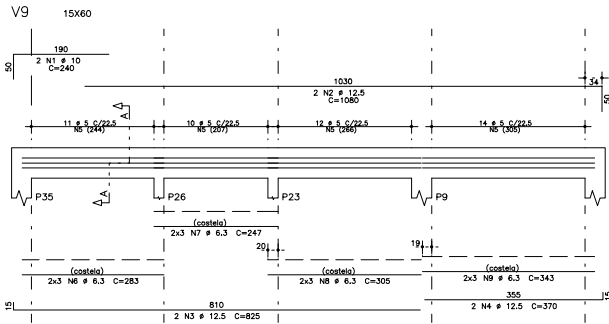 V9 15X60
190
50
2 N1 ø 10
C=240
1030
34
2 N2 ø 12.5
C=1080
50
A
11 ø 5 C/22.5
N5 (244)
10 ø 5 C/22.5
N5 (207)
12 ø 5 C/22.5
N5 (266)
14 ø 5 C/22.5
N5 (305)
A
P35
P26
P23
P9
(costela)
2x3 N7 ø 6.3 C=247
20
19
(costela)
2x3 N6 ø 6.3 C=283
(costela)
2x3 N8 ø 6.3 C=305
(costela)
2x3 N9 ø 6.3 C=343
15
810
2 N3 ø 12.5 C=825
355
2 N4 ø 12.5 C=370
15